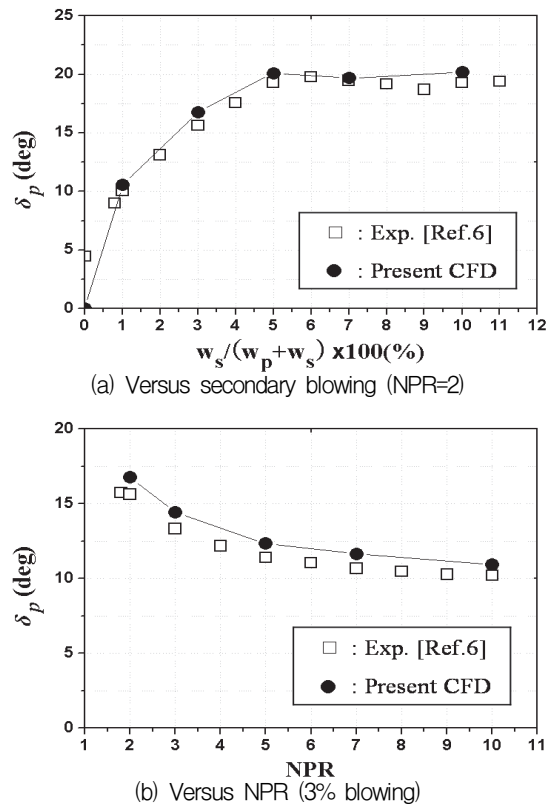 25
20
15
10
5
0
δp (deg)
□ : Exp. [Ref.6]
● : Present CFD
0 1 2 3 4 5 6 7 8 9 10 11 12
ws/(wp+ws) x100(%)
(a) Versus secondary blowing (NPR=2)
20
15
10
5
0
δp (deg)
□ : Exp. [Ref.6]
● : Present CFD
1 2 3 4 5 6 7 8 9 10 11
NPR
(b) Versus NPR (3% blowing)